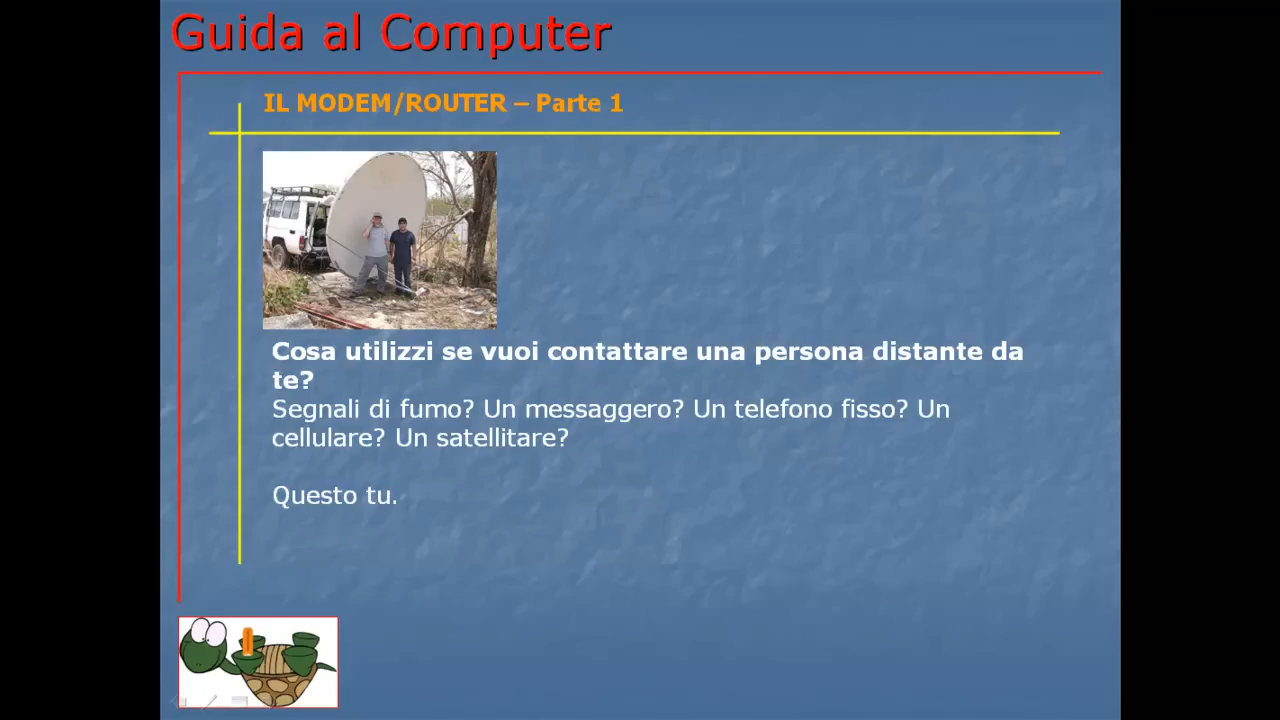 Guida al Computer
IL MODEM/ROUTER – Parte 1
Cosa utilizzi se vuoi contattare una persona distante da
te?
Segnali di fumo? Un messaggero? Un telefono fisso? Un
cellulare? Un satellitare?
Questo tu.